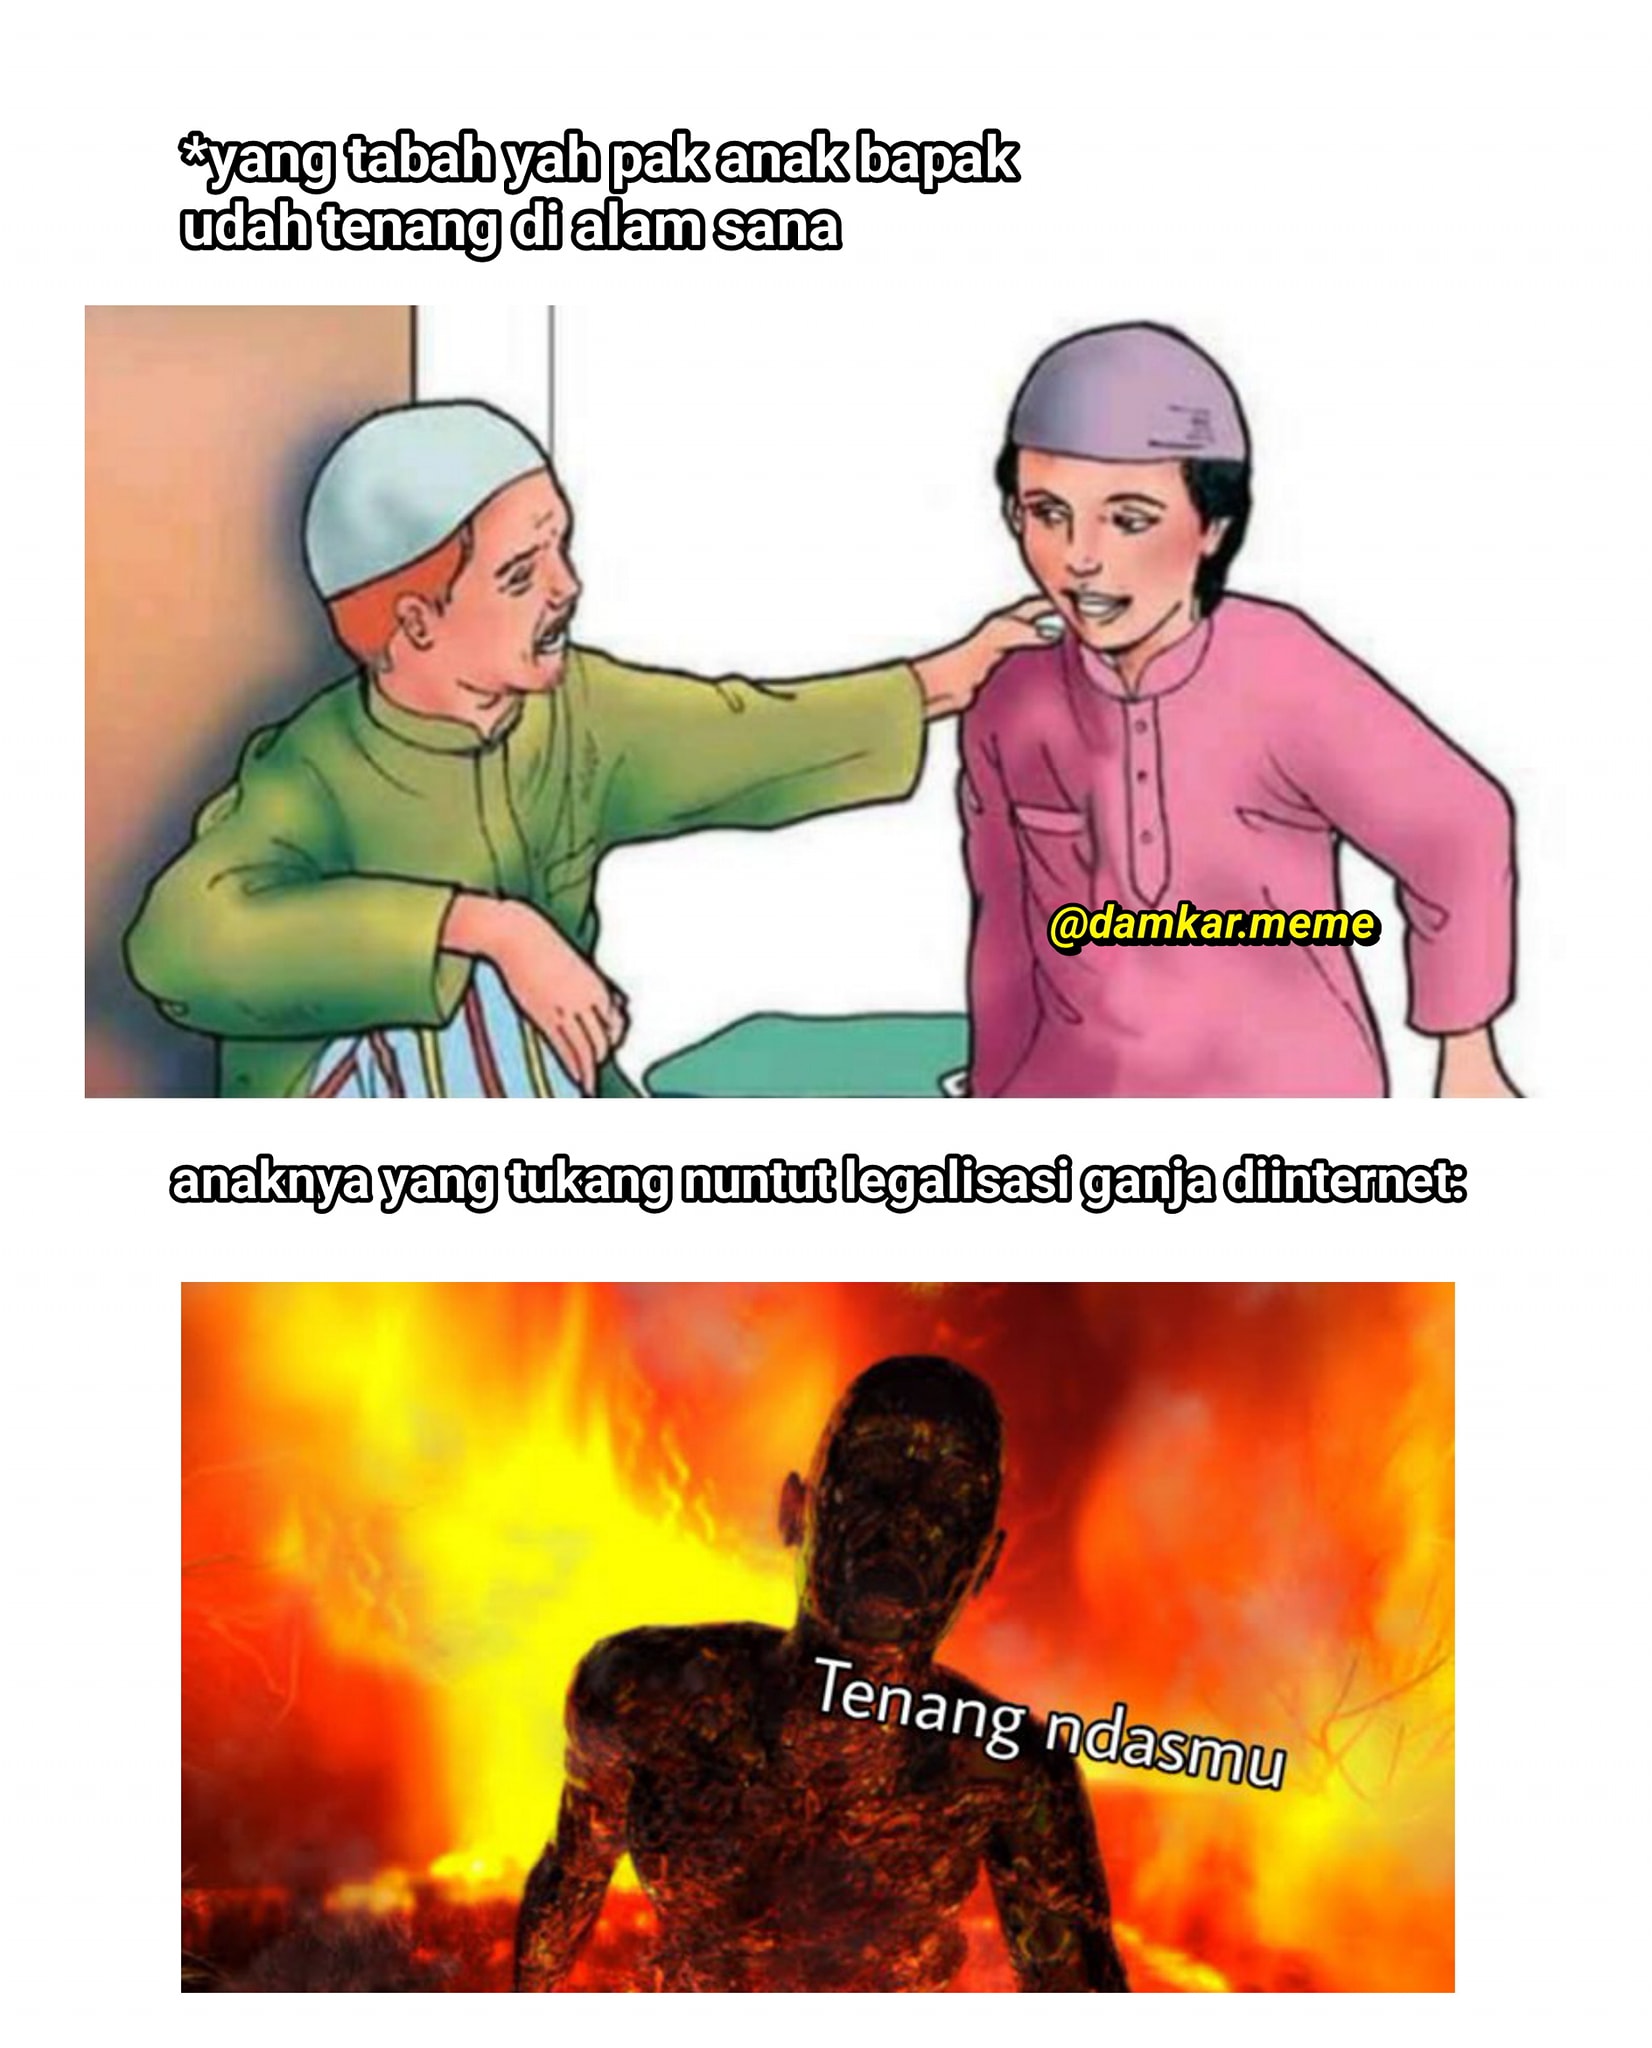 *yang tabah yah pak anak bapak
udah tenang di alam sana
@damkar.meme
anaknya yang tukang nuntut legalisasi ganja diinternet:
Tenang ndasmu